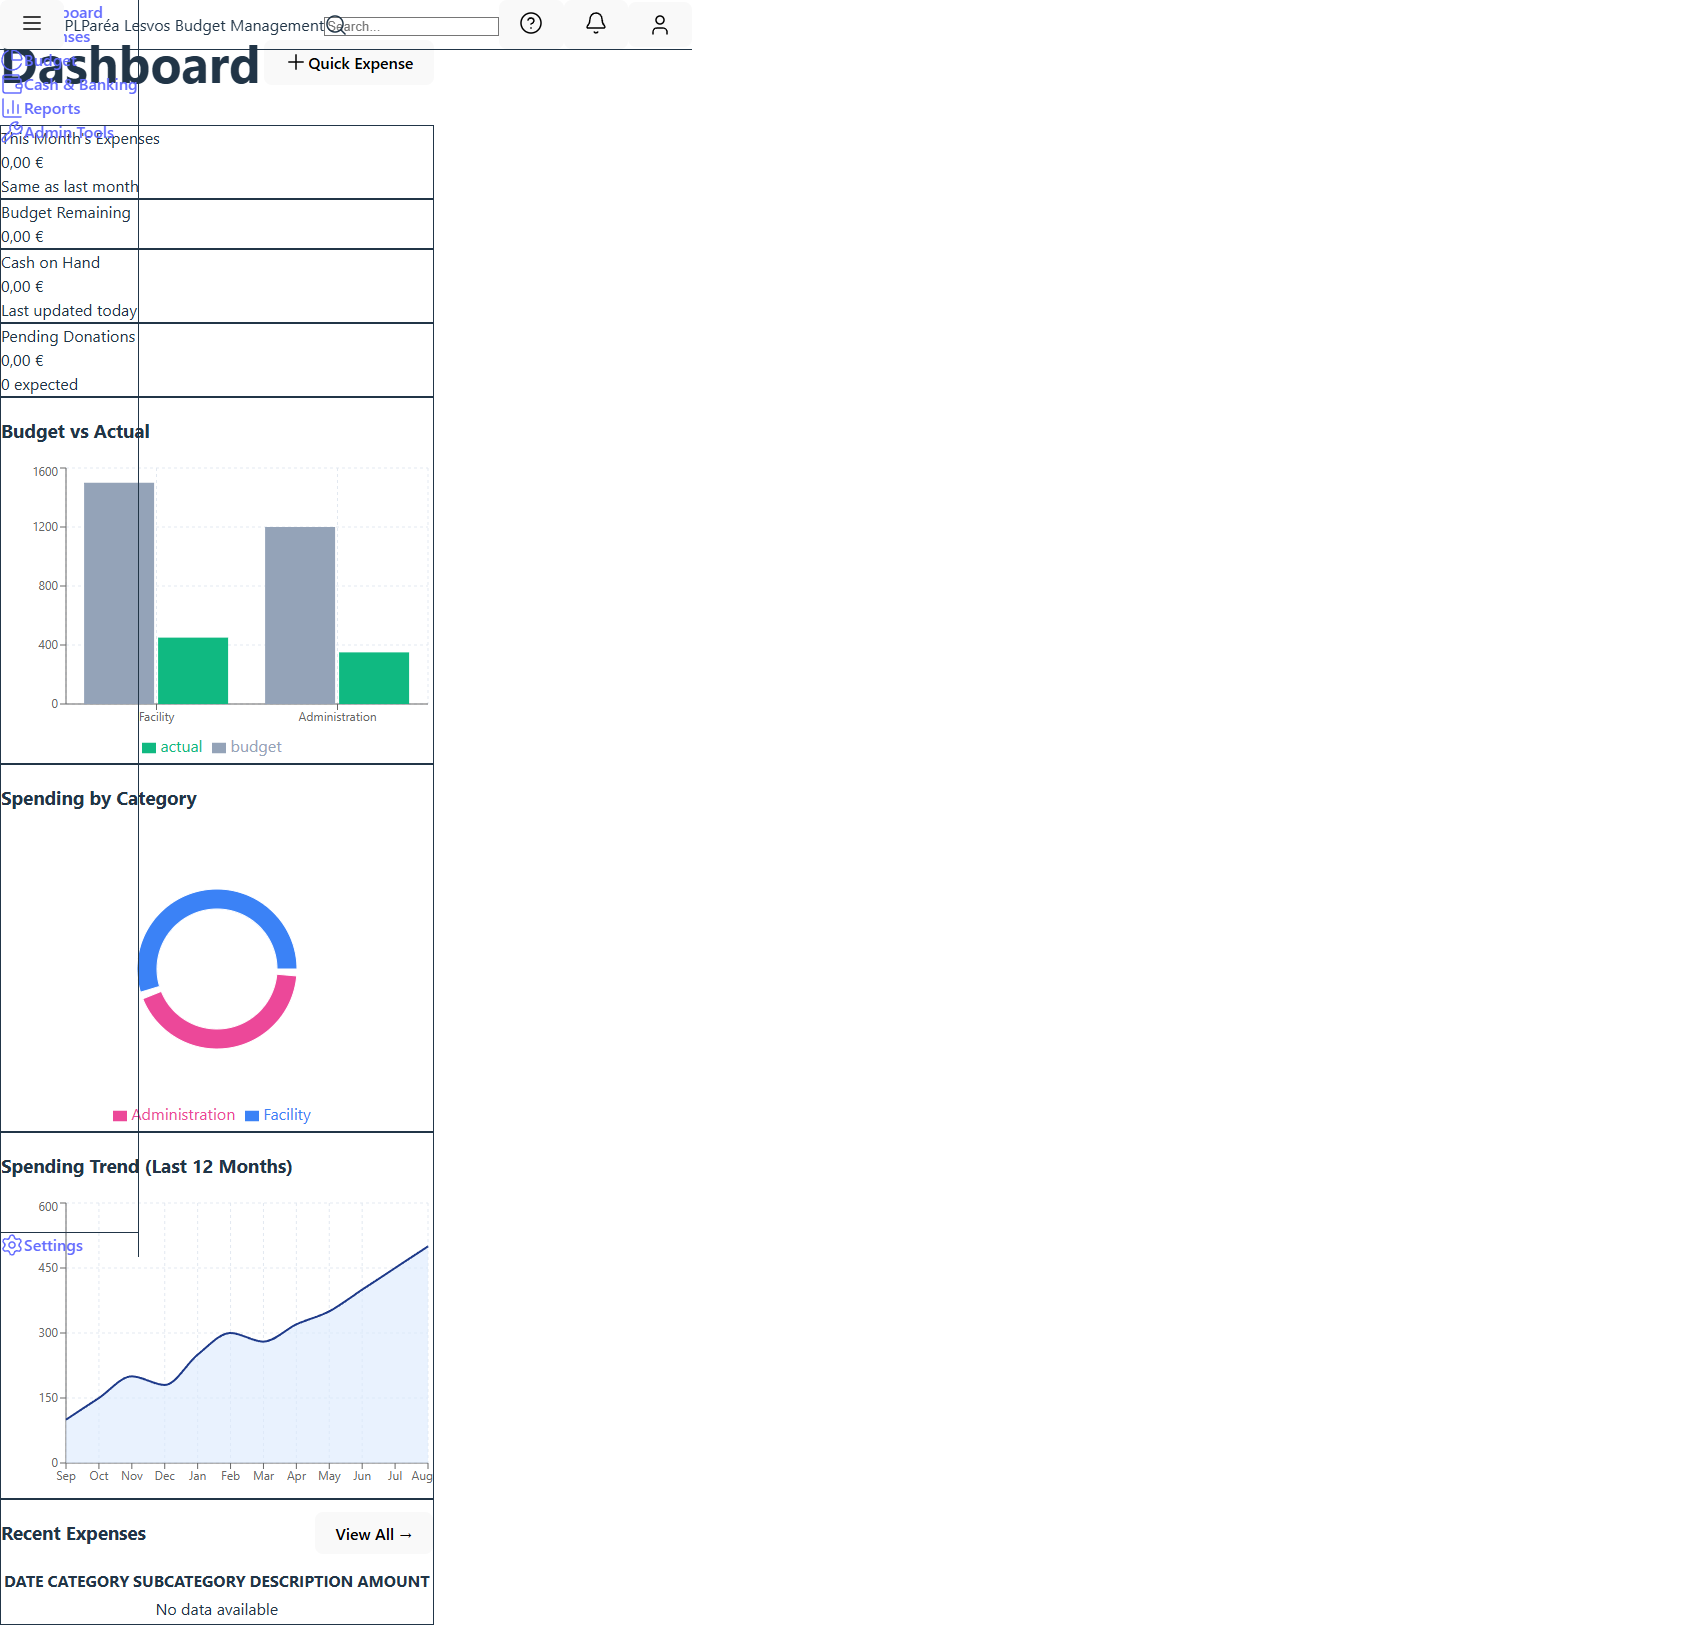 board
PLParéa Lesvos Budget Management
Search...
nses
Budget
Cash & Banking
Reports
Admin Tools
Dashboard
Quick Expense
This Month's Expenses
0,00 €
Same as last month
Budget Remaining
0,00 €
Cash on Hand
0,00 €
Last updated today
Pending Donations
0,00 €
0 expected
Budget vs Actual
1600
1200
800
400
0
Facility
Administration
actual
budget
Spending by Category
Administration
Facility
Spending Trend (Last 12 Months)
600
Settings
450
300
150
0
Sep Oct Nov Dec Jan Feb Mar Apr May Jun Jul Aug
Recent Expenses
View All →
DATE CATEGORY SUBCATEGORY DESCRIPTION AMOUNT
No data available